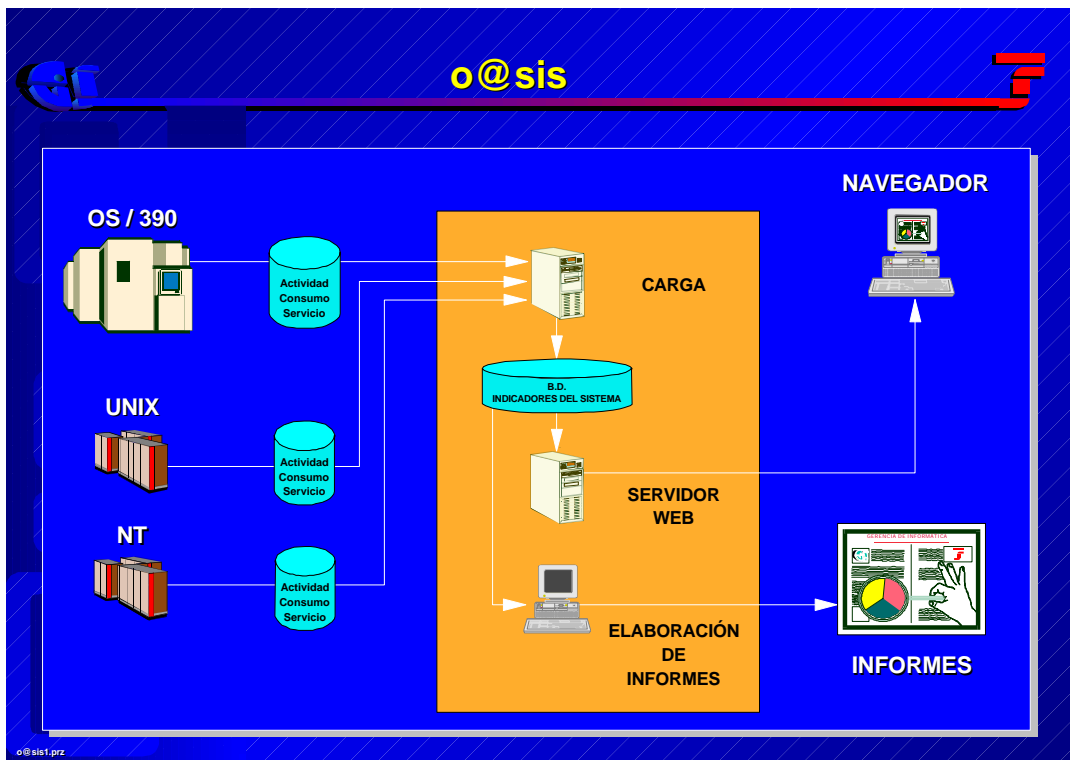 o@sis
NAVEGADOR
OS / 390
Actividad
Consumo
Servicio
CARGA
B.D.
INDICADORES DEL SISTEMA
UNIX
Actividad
Consumo
Servicio
SERVIDOR
WEB
NT
Actividad
Consumo
Servicio
GERENCIA DE INFORMÁTICA
ELABORACIÓN
DE
INFORMES
INFORMES
o@sis1.prz